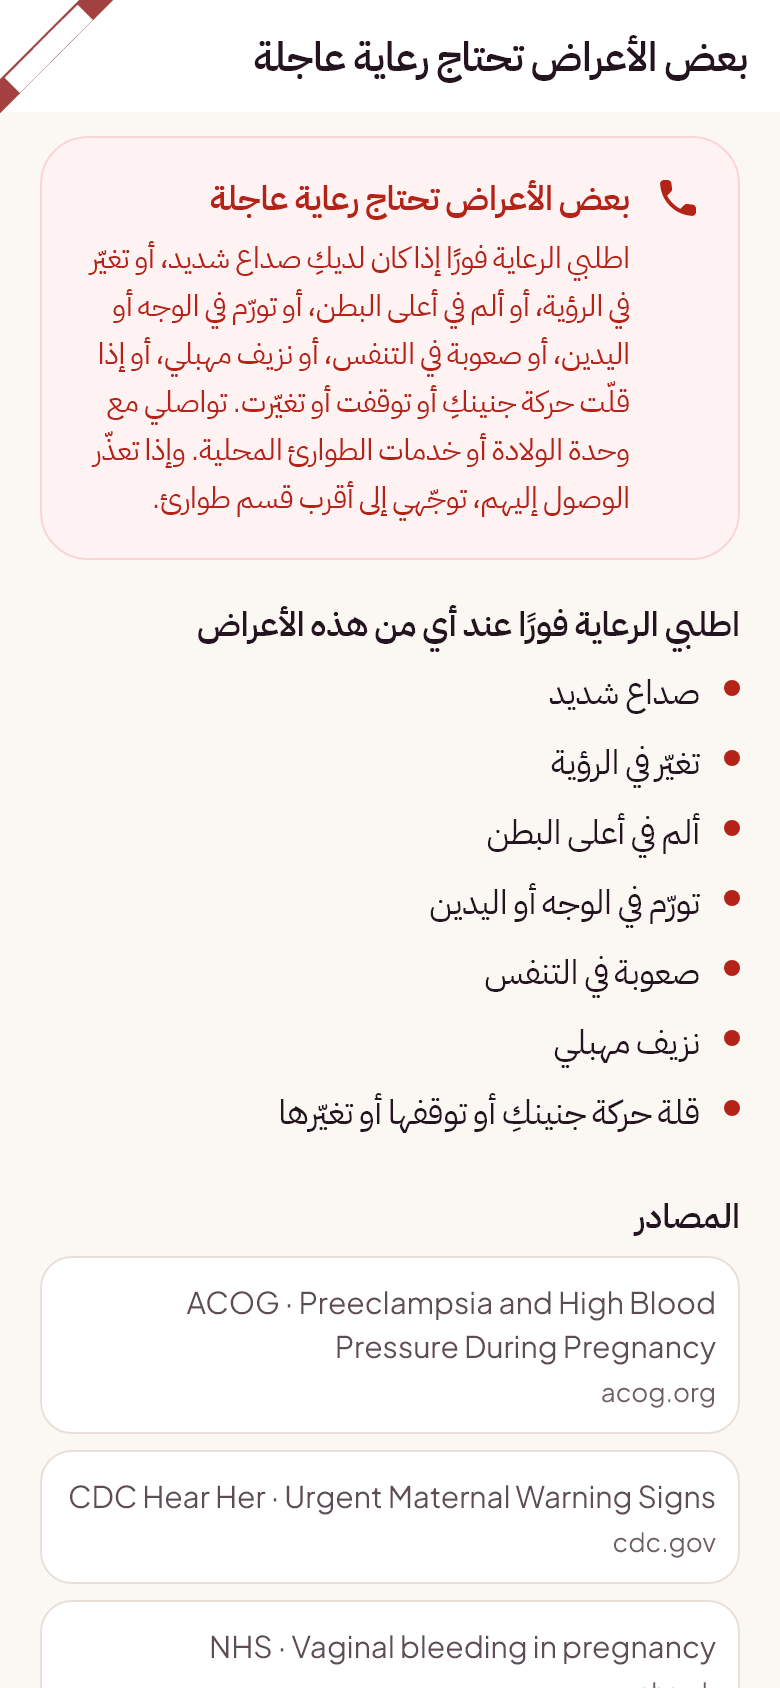 بعض الأعراض تحتاج رعاية عاجلة
بعض الأعراض تحتاج رعاية عاجلة
اطلبي الرعاية فورًا إذا كان لديكِ صداع شديد، أو تغيّر
في الرؤية، أو ألم في أعلى البطن، أو تورّم في الوجه أو
اليدين، أو صعوبة في التنفس، أو نزيف مهبلي، أو إذا
قلّت حركة جنينكِ أو توقفت أو تغيّرت. تواصلي مع
وحدة الولادة أو خدمات الطوارئ المحلية. وإذا تعذّر
الوصول إليهم، توجّهي إلى أقرب قسم طوارئ.
اطلبي الرعاية فورًا عند أي من هذه الأعراض
صداع شديد
تغيّر في الرؤية
ألم في أعلى البطن
تورّم في الوجه أو اليدين
صعوبة في التنفس
نزيف مهبلي
قلة حركة جنينكِ أو توقفها أو تغيّرها
المصادر
ACOG · Preeclampsia and High Blood
Pressure During Pregnancy
acog.org
CDC Hear Her · Urgent Maternal Warning Signs
cdc.gov
NHS · Vaginal bleeding in pregnancy